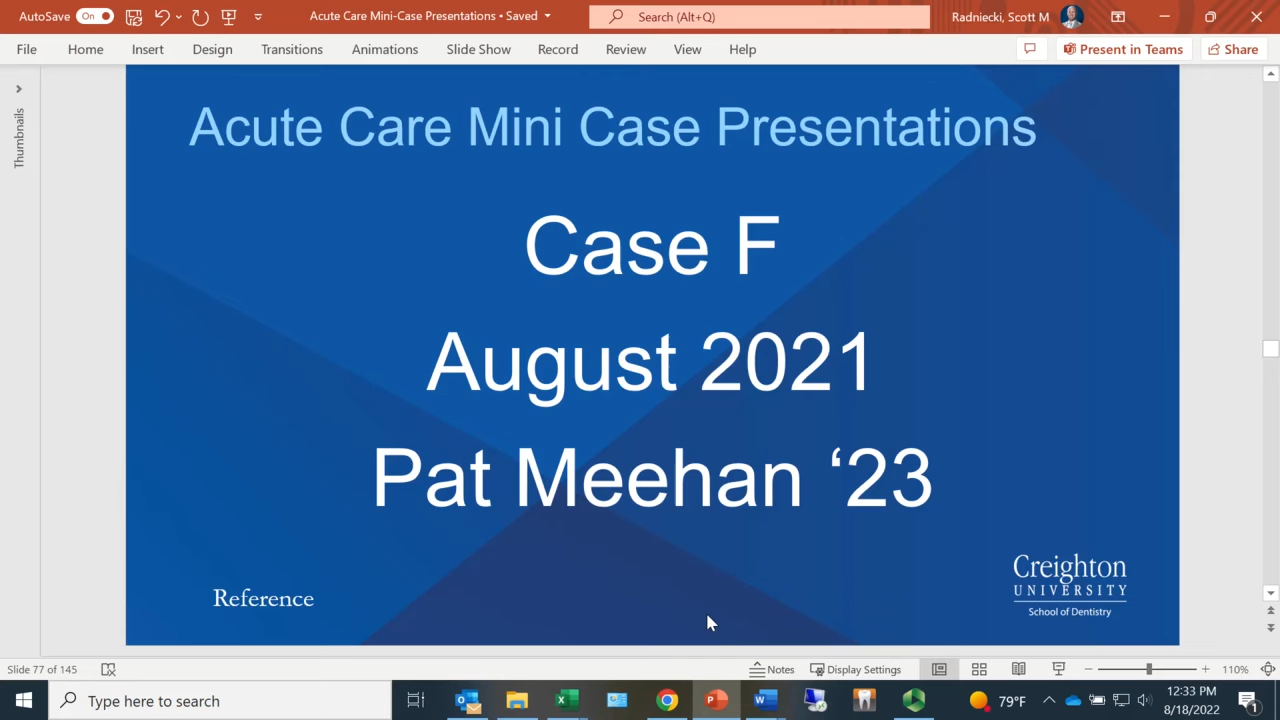 AutoSave On Acute Care Mini-Case Presentations • Saved Search (Alt+Q) Radniecki, Scott M
File Home Insert Design Transitions Animations Slide Show Record Review View Help Present in Teams Share
Thumbnails
Acute Care Mini Case Presentations
Case F
August 2021
Pat Meehan ‘23
Reference
Creighton
UNIVERSITY
School of Dentistry
Slide 77 of 145 Notes Display Settings 110%
Type here to search 79°F 12:33 PM
8/18/2022 1